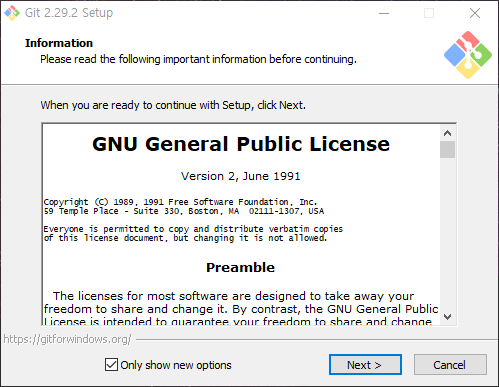 Git 2.29.2 Setup
Information
Please read the following important information before continuing.
When you are ready to continue with Setup, click Next.
GNU General Public License
Version 2, June 1991
Copyright (C) 1989, 1991 Free Software Foundation, Inc.
59 Temple Place - Suite 330, Boston, MA  02111-1307, USA
Everyone is permitted to copy and distribute verbatim copies
of this license document, but changing it is not allowed.
Preamble
The licenses for most software are designed to take away your
freedom to share and change it. By contrast, the GNU General Public
License is intended to guarantee your freedom to share and change
https://gitforwindows.org/
Only show new options
Next >
Cancel